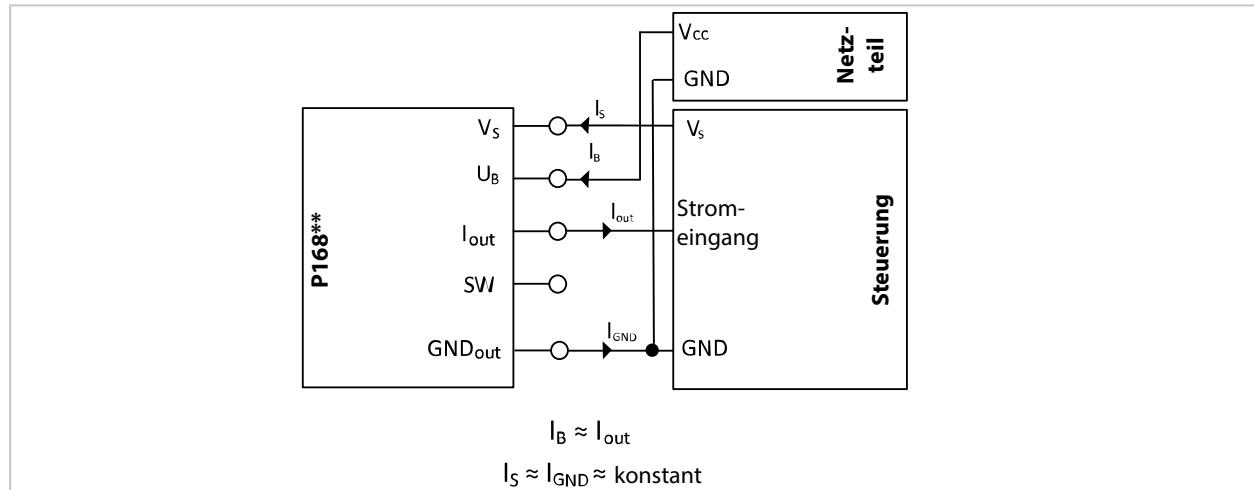 Vcc
GND
Netz-
teil
P168**
VS
UB
Iout
SW
GNDout
IS
IB
Iout
IGND
Vs
Strom-
eingang
GND
Steuerung
IB ≈ Iout
IS ≈ IGND ≈ konstant